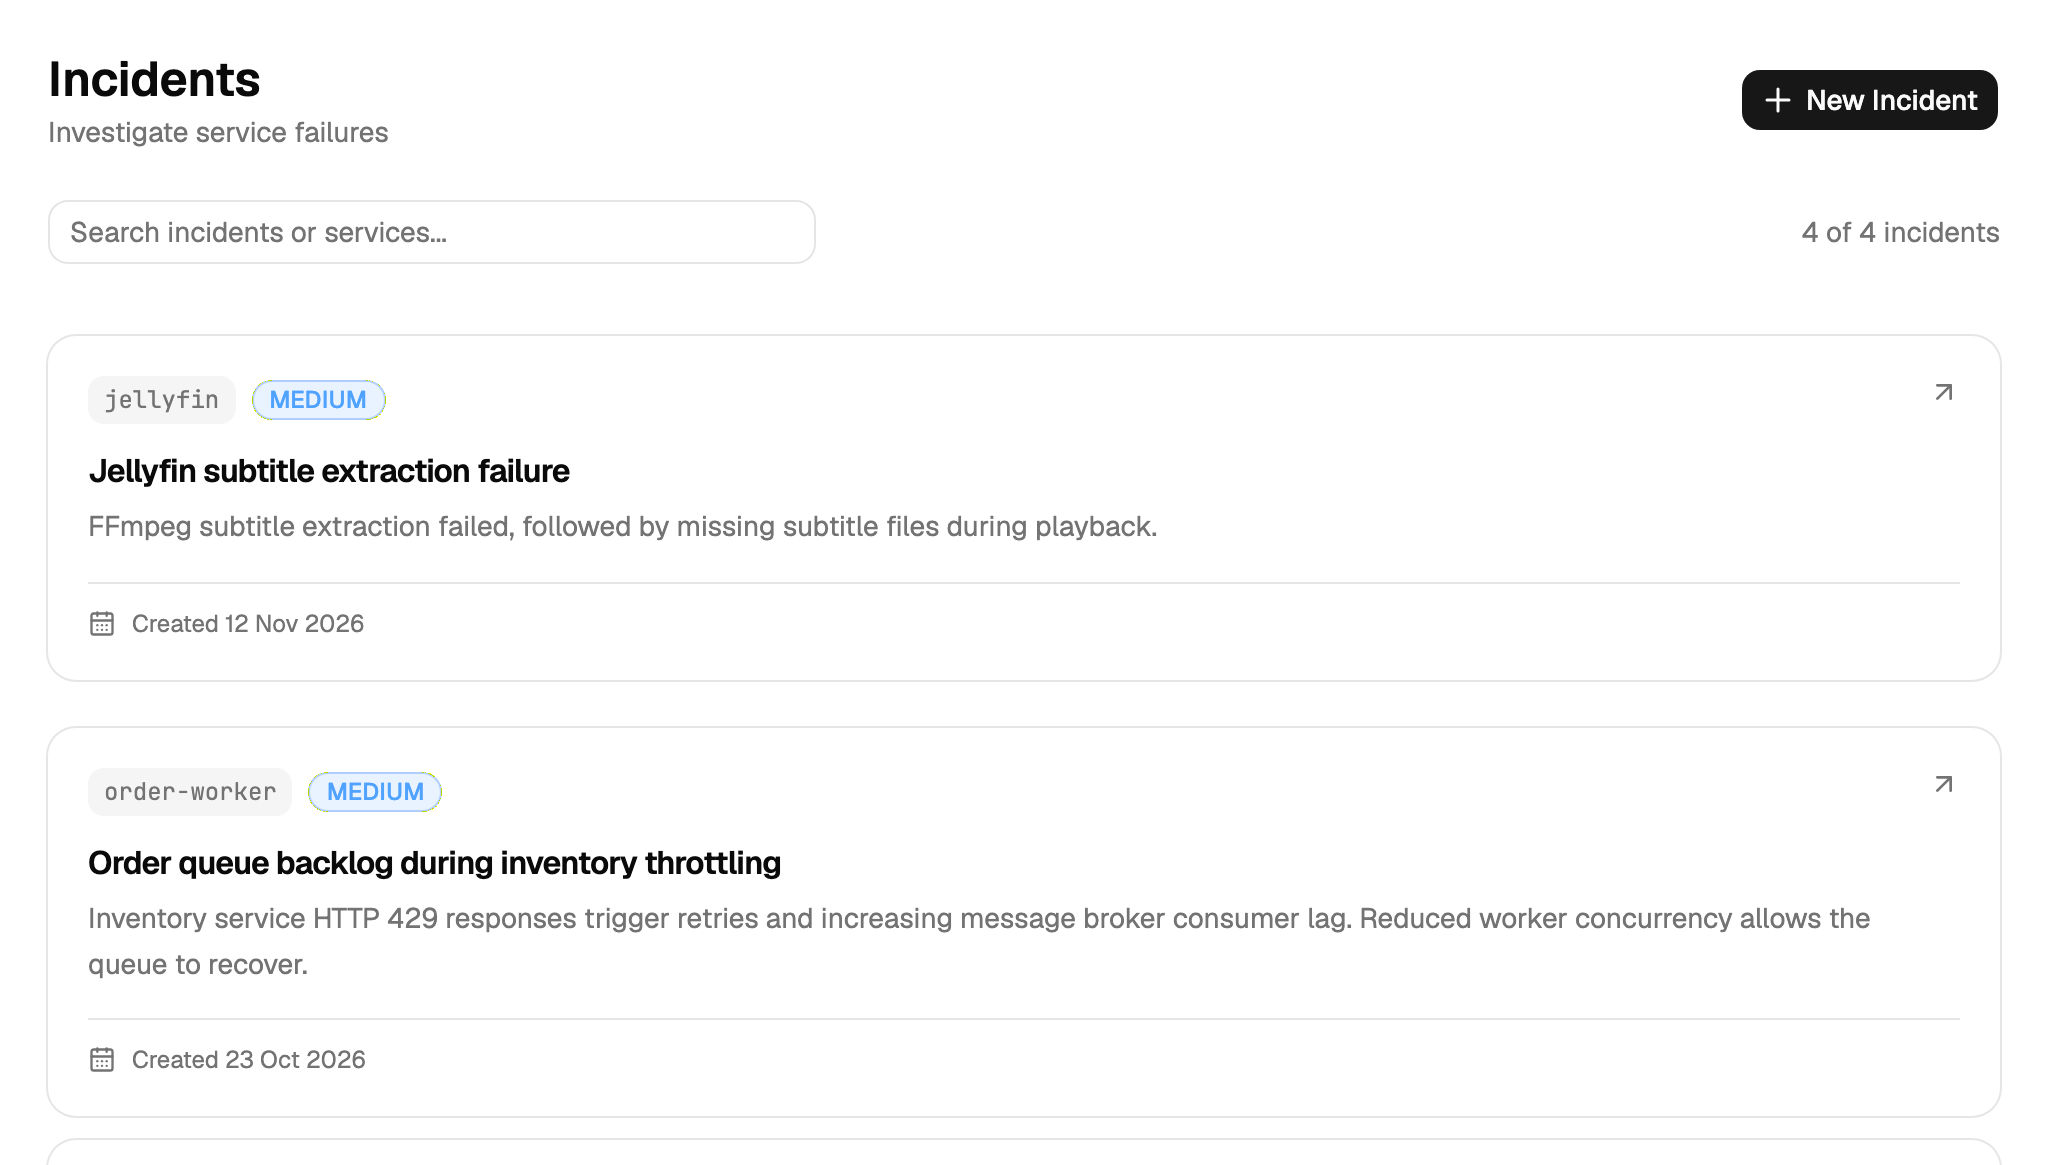 Incidents
Investigate service failures
New Incident
Search incidents or services...
4 of 4 incidents
jellyfin
MEDIUM
Jellyfin subtitle extraction failure
FFmpeg subtitle extraction failed, followed by missing subtitle files during playback.
Created 12 Nov 2026
order-worker
MEDIUM
Order queue backlog during inventory throttling
Inventory service HTTP 429 responses trigger retries and increasing message broker consumer lag. Reduced worker concurrency allows the
queue to recover.
Created 23 Oct 2026